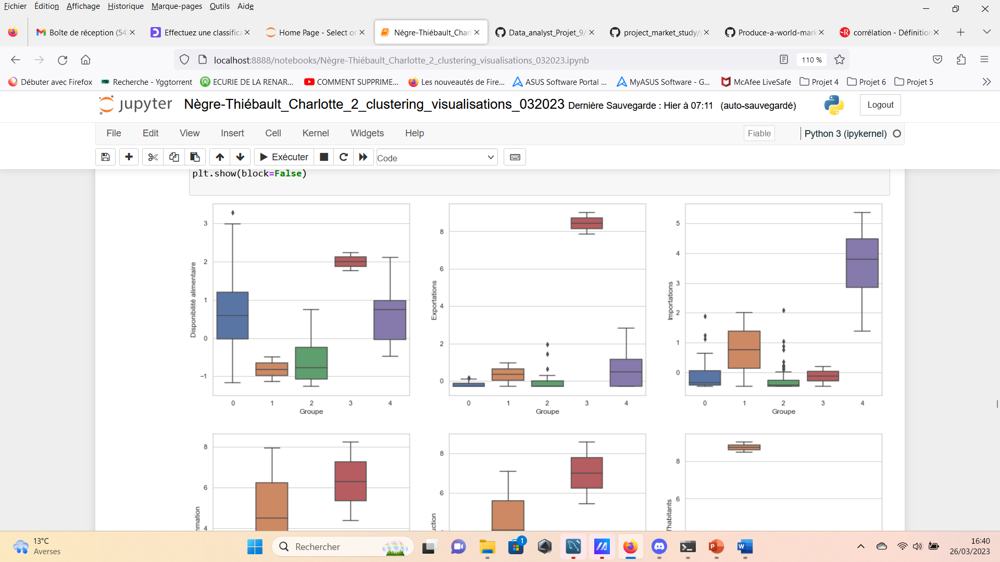 Fichier Édition Affichage Historique Marque-pages Outils Aide
Boîte de réception (54
Effectuez une classifica
Home Page - Select or
Nègre-Thiébault_Charl
Data_analyst_Projet_9/
project_market_study/
Produce-a-world-mark
corrélation - Définition
localhost:8888/notebooks/Nègre-Thiébault_Charlotte_2_clustering_visualisations_032023.ipynb
110 %
Débuter avec Firefox
Recherche - Yggtorrent
ECURIE DE LA RENAR...
COMMENT SUPPRIME...
Les nouveautés de Fire...
ASUS Software Portal ...
MyASUS Software - G...
McAfee LiveSafe
Projet 4
Projet 6
Projet 5
jupyter Nègre-Thiébault_Charlotte_2_clustering_visualisations_032023 Dernière Sauvegarde : Hier à 07:11 (auto-sauvegardé)
Logout
File Edit View Insert Cell Kernel Widgets Help
Fiable
Python 3 (ipykernel)
Exécuter
Code
plt.show(block=False)
Disponibilité alimentaire
3
2
1
0
−1
0 1 2 3 4
Groupe
Exportations
8
6
4
2
0
0 1 2 3 4
Groupe
Importations
5
4
3
2
1
0
0 1 2 3 4
Groupe
8
6
4
mmation
8
6
uction
8
6
l'habitants
13°C
Averses
Rechercher
1
16:40
26/03/2023